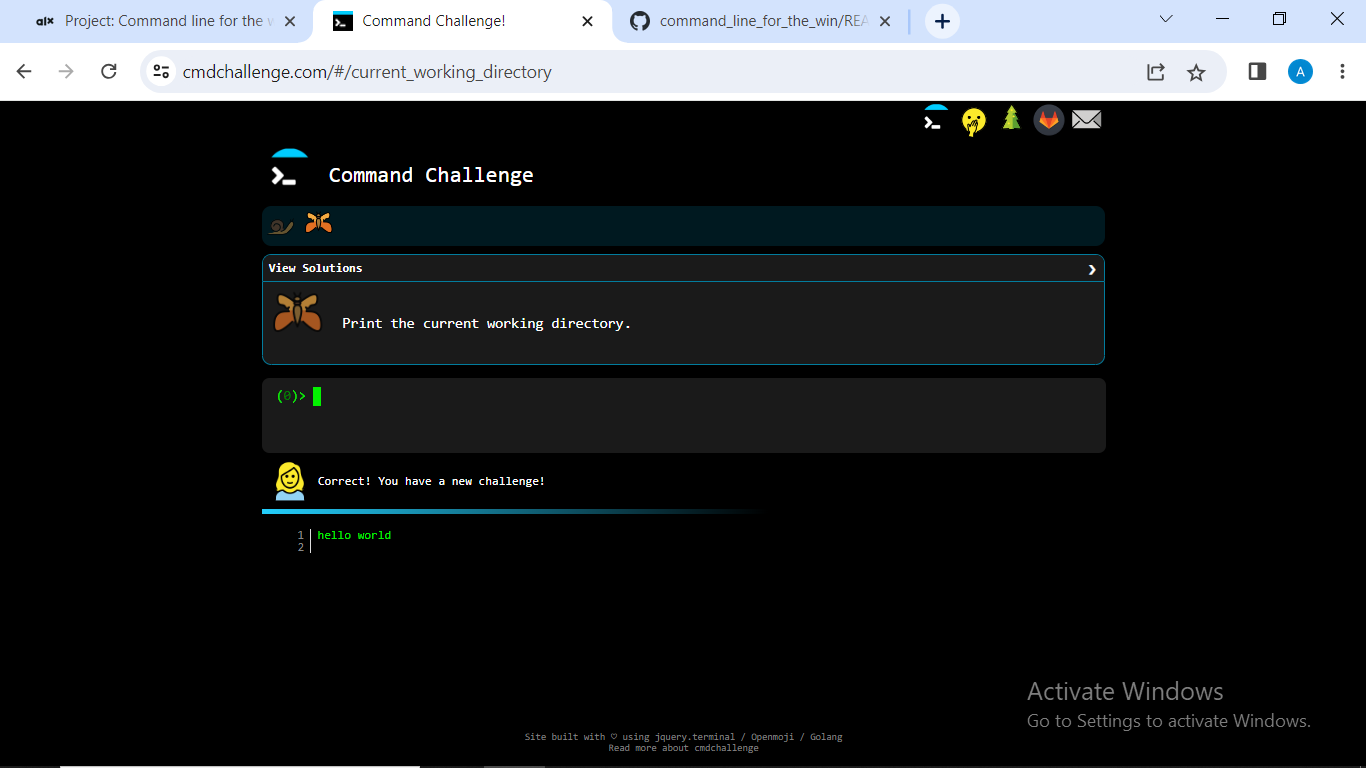 alx Project: Command line for the w
Command Challenge!
command_line_for_the_win/REA
cmdchallenge.com/#/current_working_directory
A
Command Challenge
View Solutions
Print the current working directory.
(0)>
Correct! You have a new challenge!
1 hello world
2
Activate Windows
Go to Settings to activate Windows.
Site built with ♡ using jquery.terminal / Openmoji / Golang
Read more about cmdchallenge